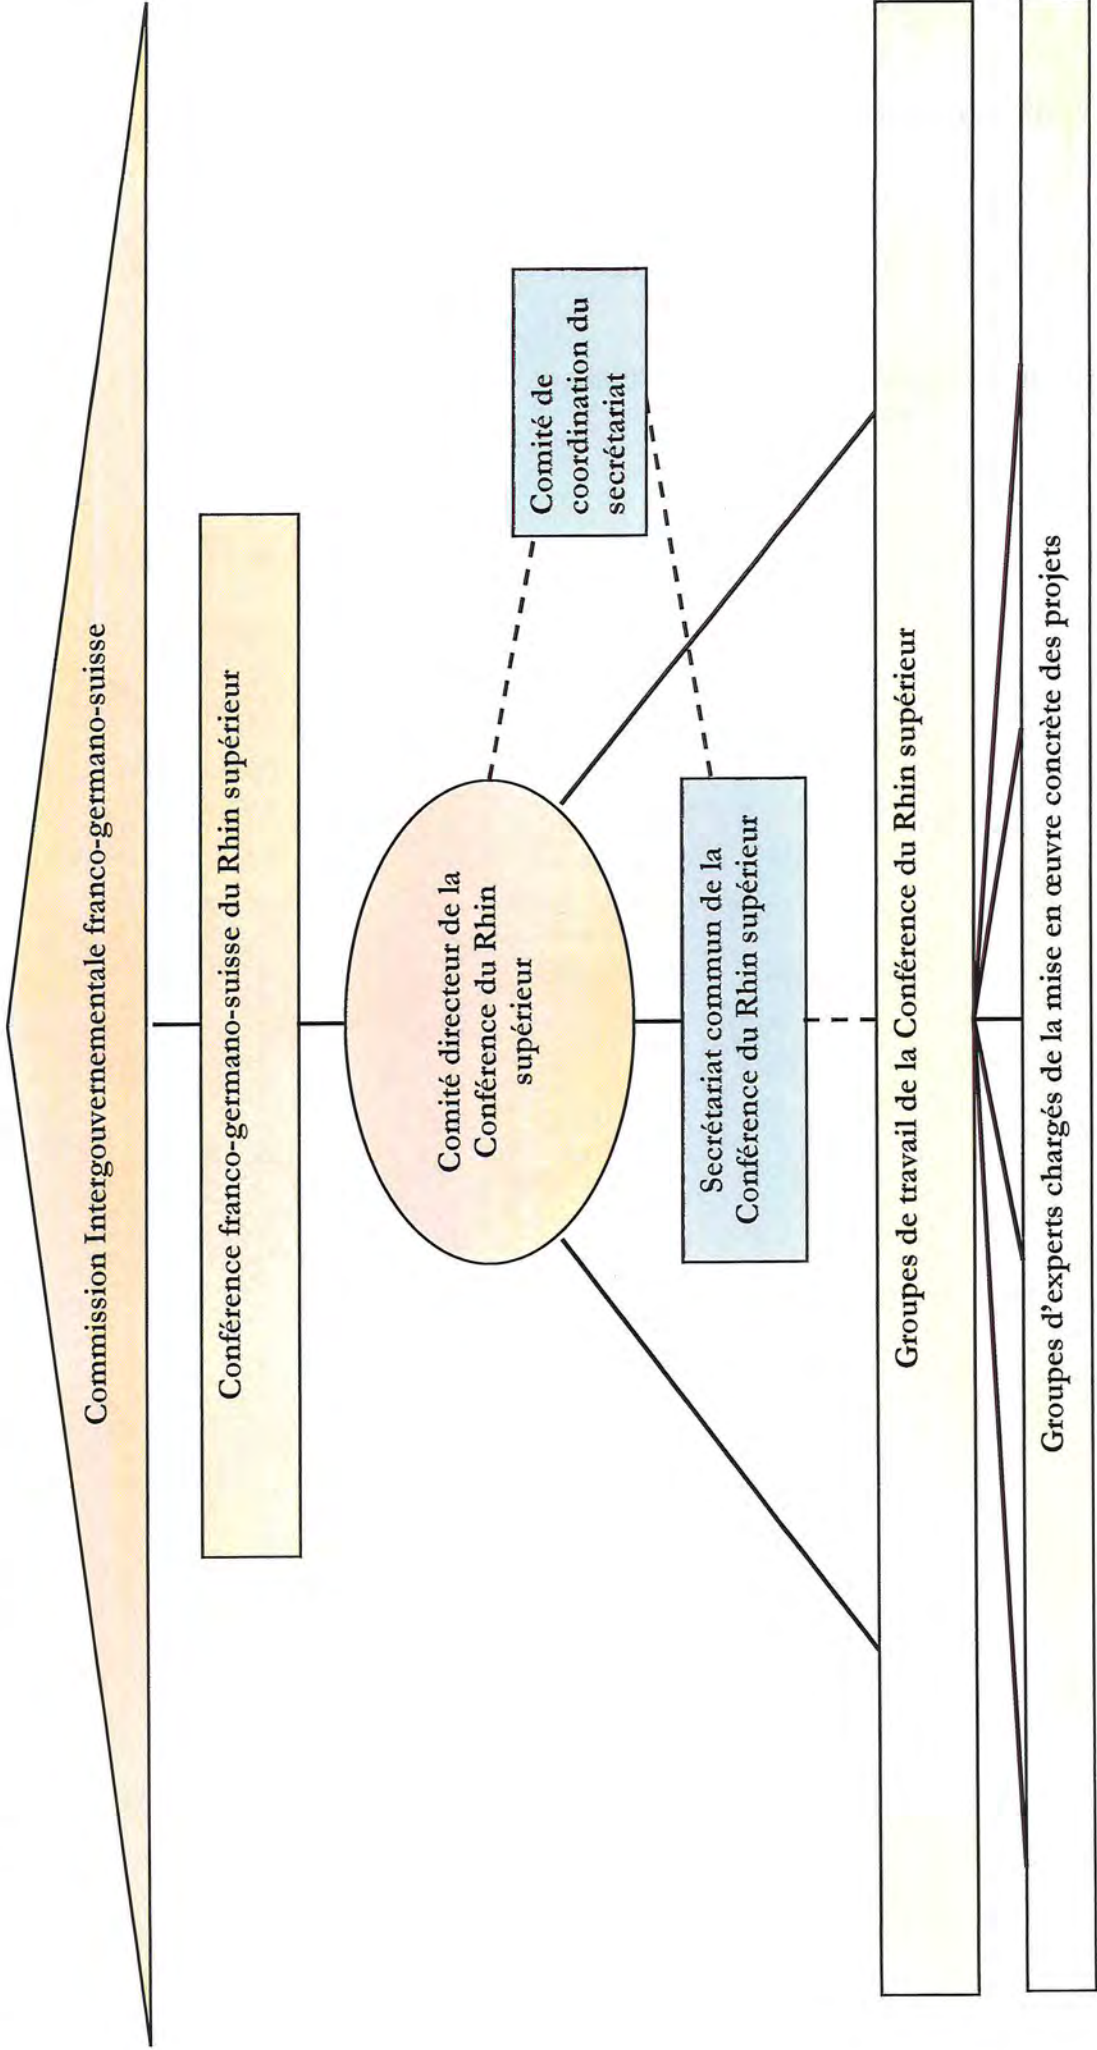 Commission Intergouvernementale franco-germano-suisse
Conférence franco-germano-suisse du Rhin supérieur
Comité directeur de la
Conférence du Rhin
supérieur
Comité de
coordination du
secrétariat
Secrétariat commun de la
Conférence du Rhin supérieur
Groupes de travail de la Conférence du Rhin supérieur
Groupes d'experts chargés de la mise en œuvre concrète des projets